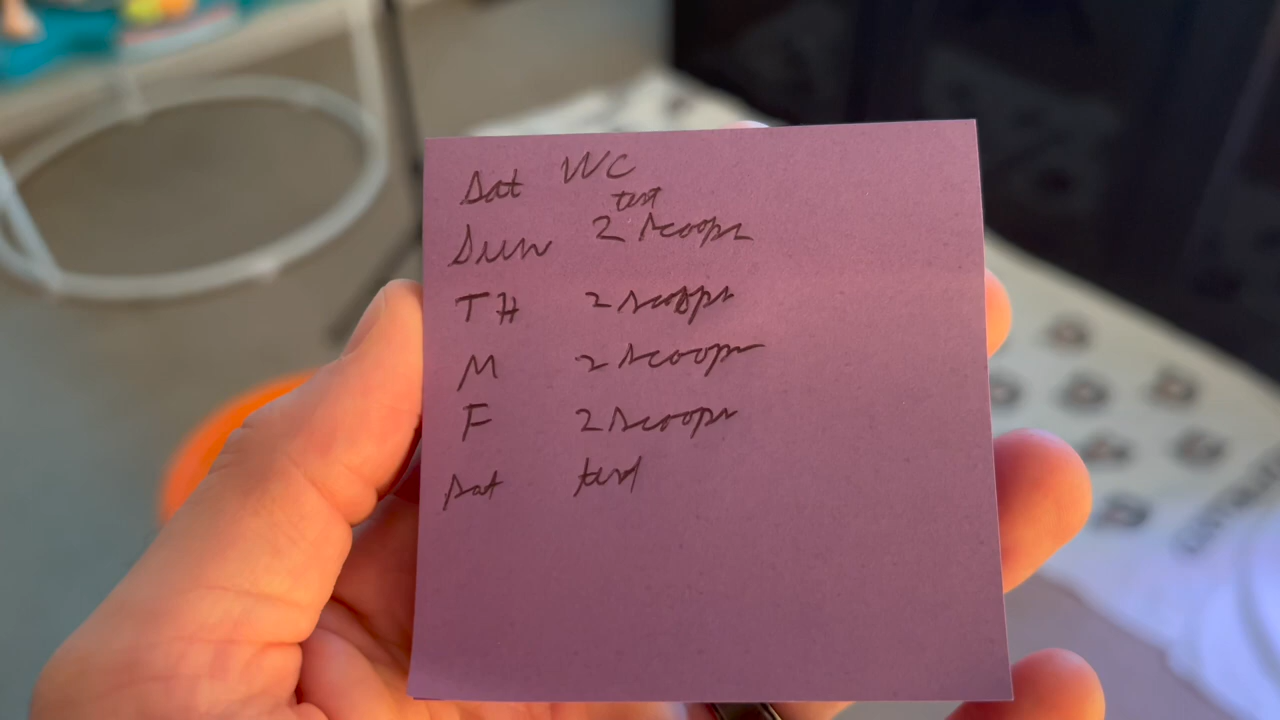 Sat WC
test
Sun 2 scoops
TH 2 scoops
M 2 scoops
F 2 scoops
Sat test